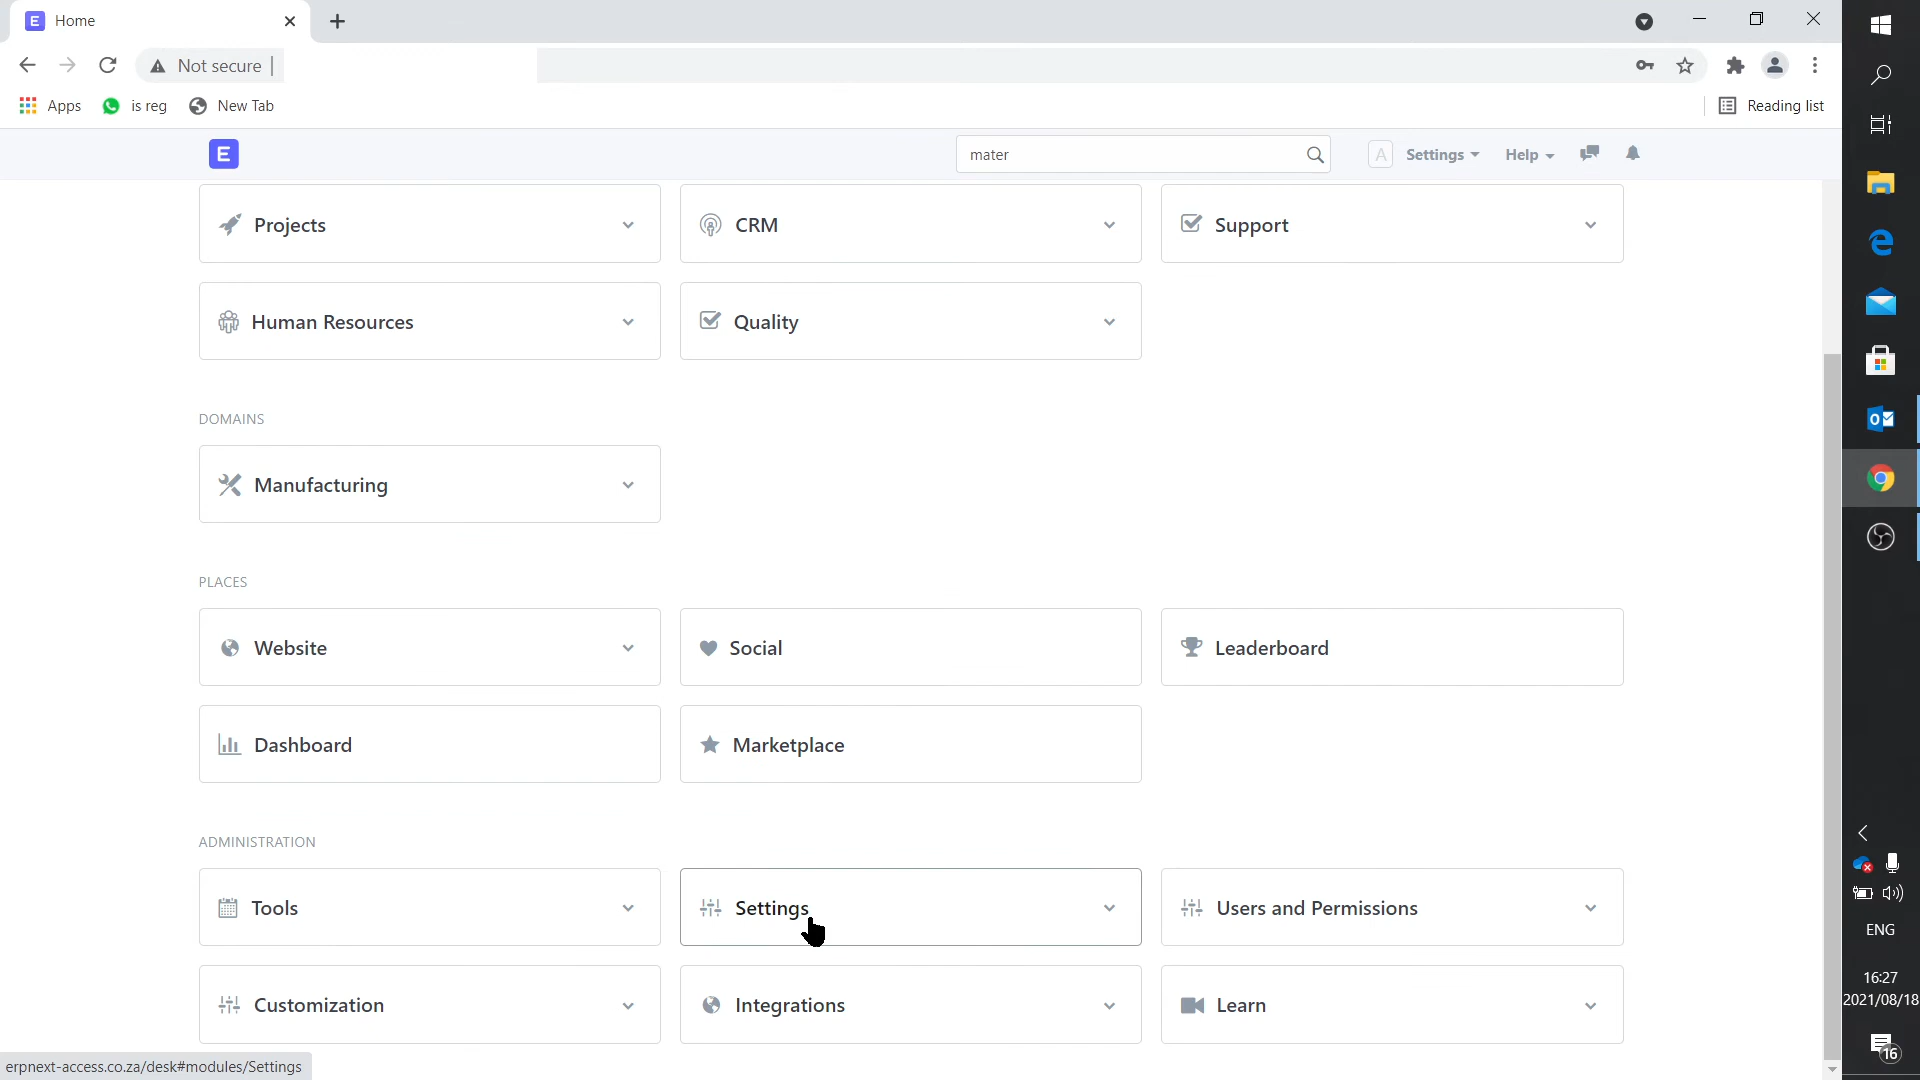 E Home
Not secure
Apps is reg New Tab Reading list
E mater A Settings Help
Projects CRM Support
Human Resources Quality
DOMAINS
Manufacturing
PLACES
Website Social Leaderboard
Dashboard Marketplace
ADMINISTRATION
Tools Settings Users and Permissions
Customization Integrations Learn
erpnext-access.co.za/desk#modules/Settings
ENG
16:27
2021/08/18
16